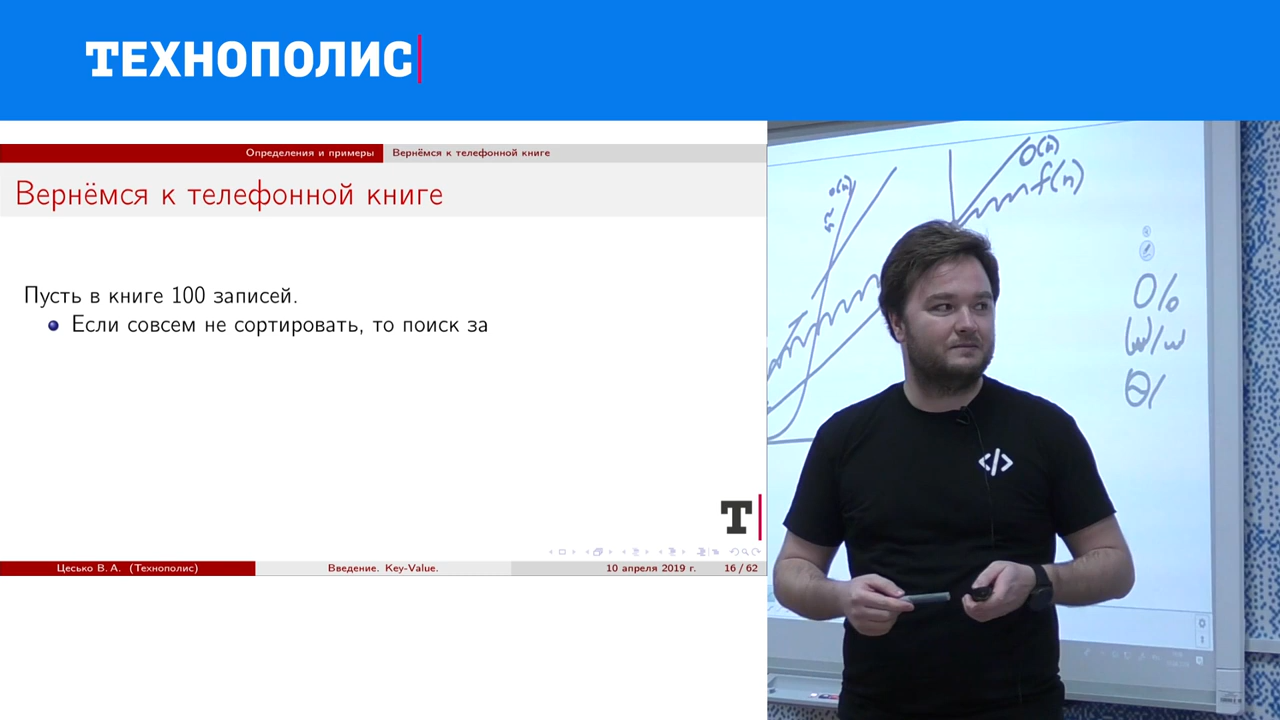 ТЕХНОПОЛИС
Определения и примеры
Вернёмся к телефонной книге
Вернёмся к телефонной книге
Пусть в книге 100 записей.
Если совсем не сортировать, то поиск за
Т
Цесько В. А. (Технополис)
Введение. Key-Value.
10 апреля 2019 г.
16 / 62
o(n)
O(n)
f(n)
O/o
ω/ω
Θ/
</>